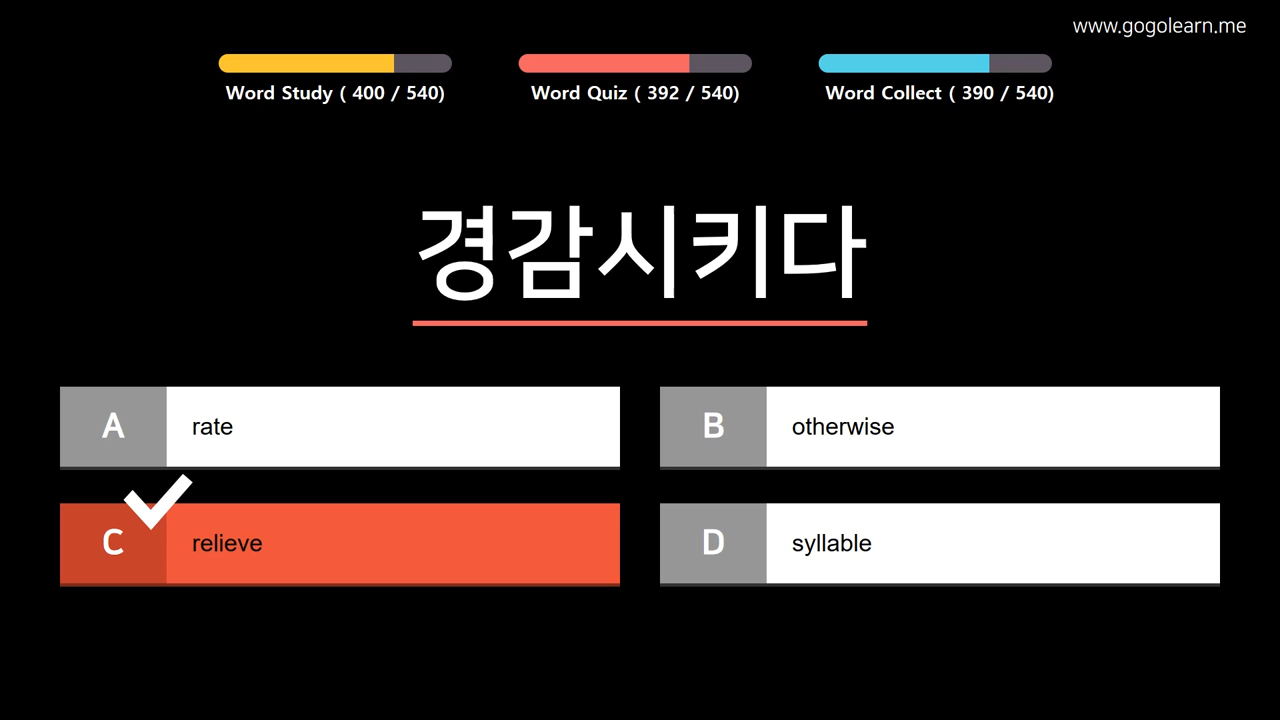 www.gogolearn.me
Word Study ( 400 / 540)
Word Quiz ( 392 / 540)
Word Collect ( 390 / 540)
경감시키다
A
rate
B
otherwise
C
relieve
D
syllable